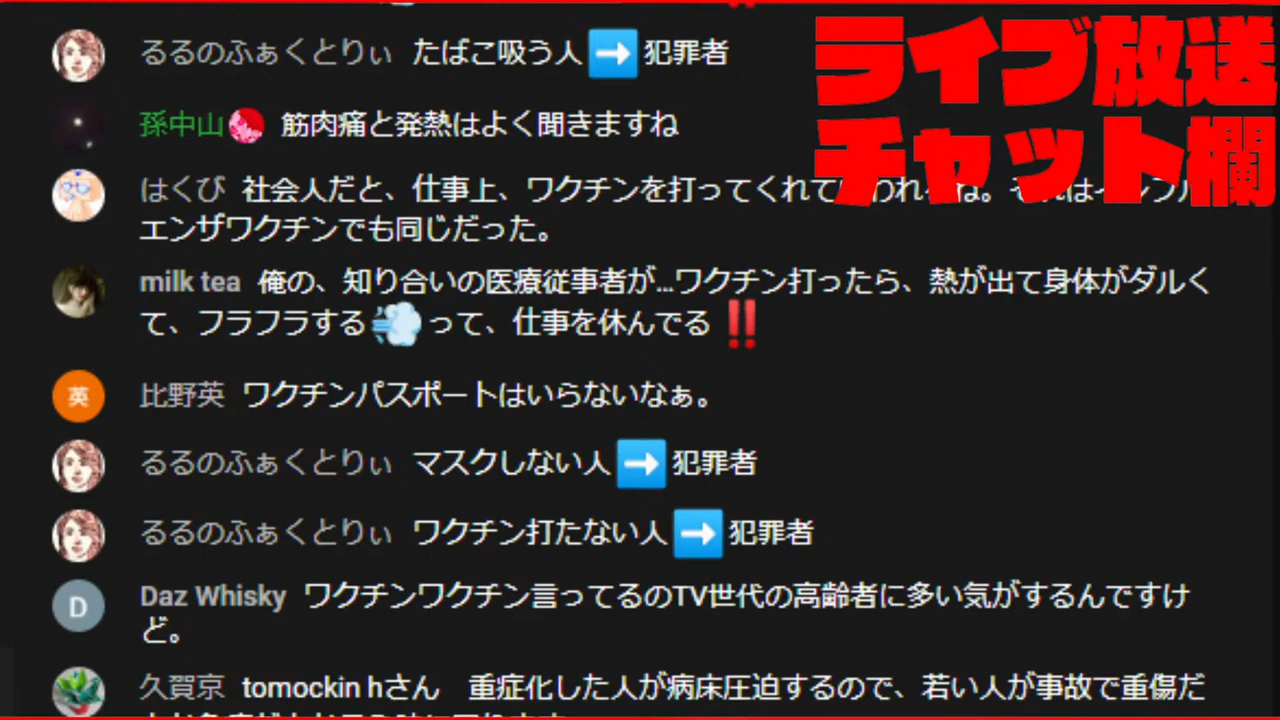 ライブ放送
チャット欄
るるのふぁくとりぃ たばこ吸う人➡犯罪者
孫中山 筋肉痛と発熱はよく聞きますね
はくび 社会人だと、仕事上、ワクチンを打ってくれて
エンザワクチンでも同じだった。
milk tea 俺の、知り合いの医療従事者が...ワクチン打ったら、熱が出て身体がダルく
て、フラフラする💨って、仕事を休んでる‼
英 比野英 ワクチンパスポートはいらないなぁ。
るるのふぁくとりぃ マスクしない人➡犯罪者
るるのふぁくとりぃ ワクチン打たない人➡犯罪者
D Daz Whisky ワクチンワクチン言ってるのTV世代の高齢者に多い気がするんですけ
ど。
久賀京 tomockin hさん 重症化した人が病床圧迫するので、若い人が事故で重傷だ